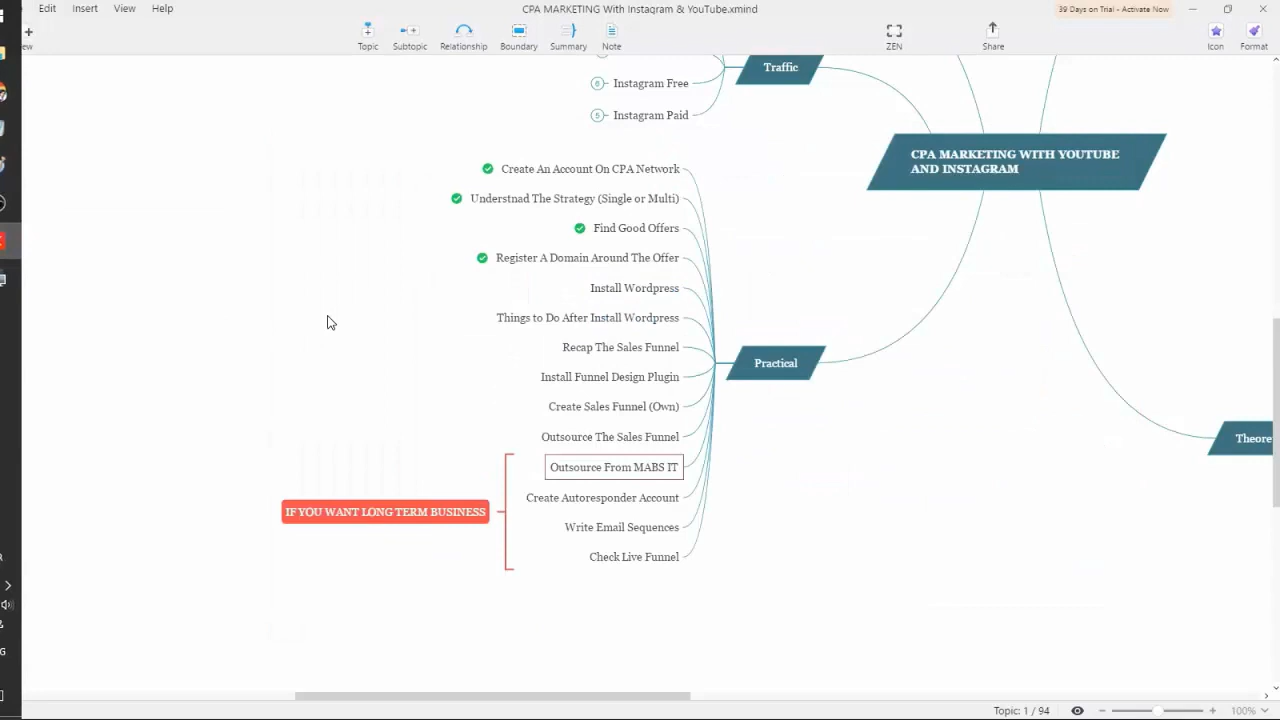 Edit Insert View Help
CPA MARKETING With Instagram & YouTube.xmind
39 Days on Trial - Activate Now
Topic Subtopic Relationship Boundary Summary Note ZEN Share Icon Format
Traffic
6 Instagram Free
5 Instagram Paid
CPA MARKETING WITH YOUTUBE
AND INSTAGRAM
Create An Account On CPA Network
Understnad The Strategy (Single or Multi)
Find Good Offers
Register A Domain Around The Offer
Install Wordpress
Things to Do After Install Wordpress
Recap The Sales Funnel
Practical
Install Funnel Design Plugin
Create Sales Funnel (Own)
Outsource The Sales Funnel
Theore
Outsource From MABS IT
Create Autoresponder Account
IF YOU WANT LONG TERM BUSINESS
Write Email Sequences
Check Live Funnel
Topic: 1 / 94
100%